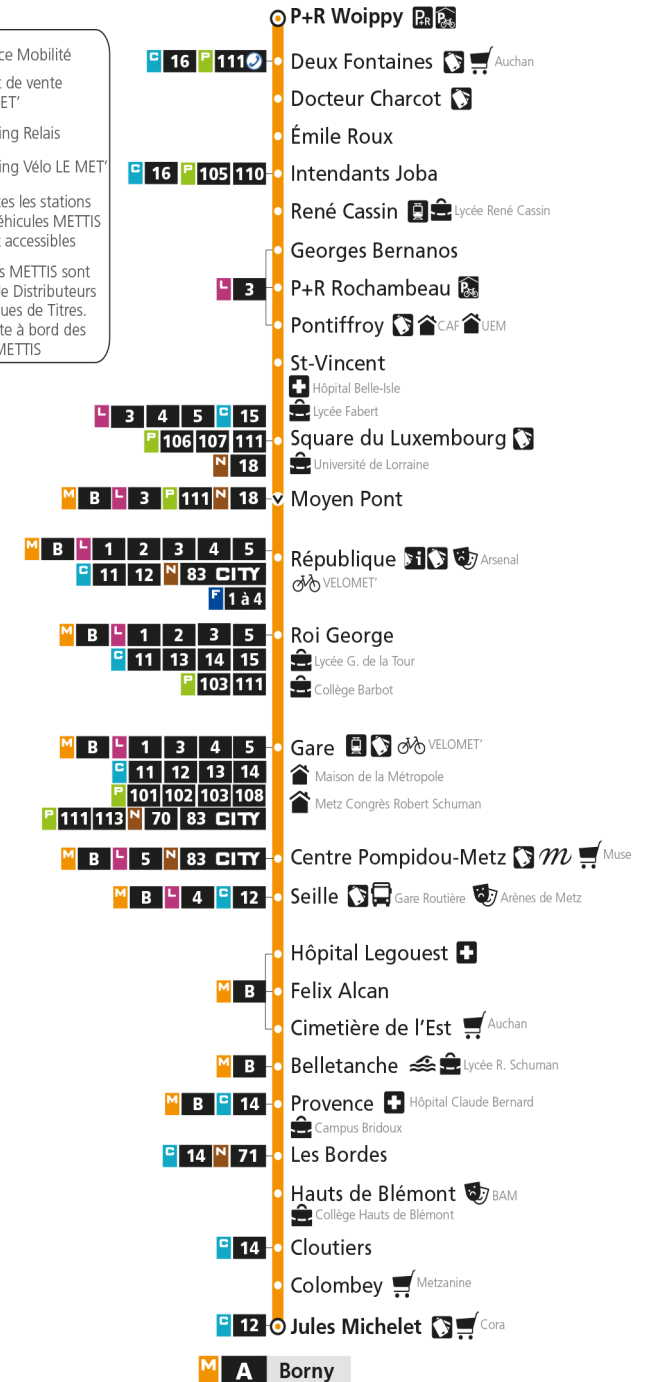 P+R Woippy P+R P
ce Mobilité
C 16 P 111 Deux Fontaines Auchan
t de vente
ET'
Docteur Charcot
ing Relais
Émile Roux
ing Vélo LE MET'
C 16 P 105 110 Intendants Joba
tes les stations
éhicules METTIS
t accessibles
René Cassin Lycée René Cassin
Georges Bernanos
s METTIS sont
de Distributeurs
ques de Titres.
te à bord des
METTIS
L 3 P+R Rochambeau P
Pontiffroy CAF UEM
St-Vincent
Hôpital Belle-Isle
Lycée Fabert
L 3 4 5 C 15
P 106 107 111 Square du Luxembourg
N 18 Université de Lorraine
M B L 3 P 111 N 18 Moyen Pont
M B L 1 2 3 4 5
C 11 12 N 83 CITY
F 1 à 4
République i Arsenal
VELOMET'
M B L 1 2 3 5 Roi George
C 11 13 14 15 Lycée G. de la Tour
P 103 111 Collège Barbot
M B L 1 3 4 5 Gare VELOMET'
C 11 12 13 14 Maison de la Métropole
P 101 102 103 108 Metz Congrès Robert Schuman
P 111 113 N 70 83 CITY
M B L 5 N 83 CITY Centre Pompidou-Metz m Muse
M B L 4 C 12 Seille Gare Routière Arènes de Metz
Hôpital Legouest
M B Felix Alcan
Cimetière de l'Est Auchan
M B Belletanche Lycée R. Schuman
M B C 14 Provence Hôpital Claude Bernard
Campus Bridoux
C 14 N 71 Les Bordes
Hauts de Blémont BAM
Collège Hauts de Blémont
C 14 Cloutiers
Colombey Metzanine
C 12 Jules Michelet Cora
M A Borny